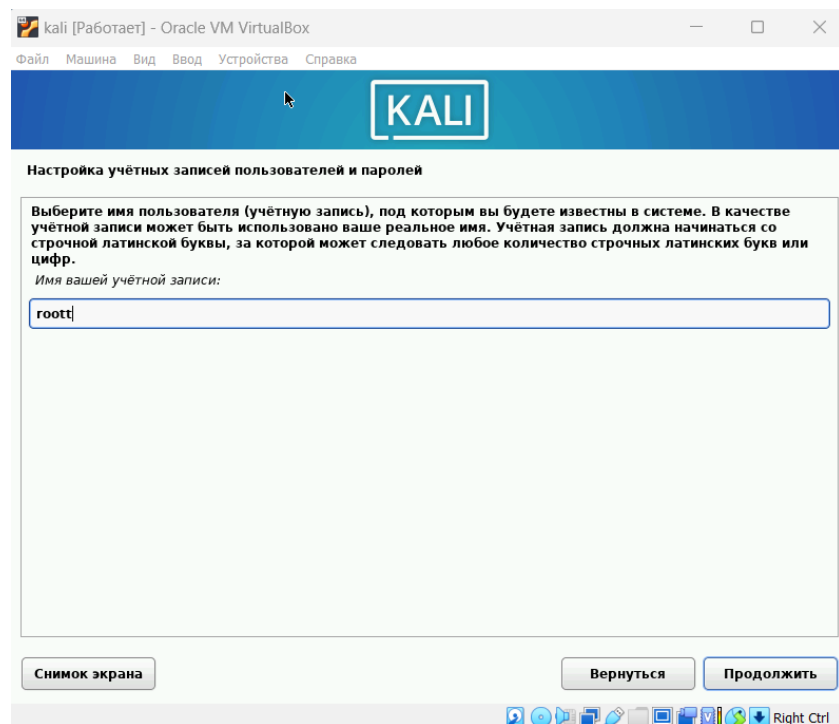 kali [Работает] - Oracle VM VirtualBox
Файл Машина Вид Ввод Устройства Справка
KALI
Настройка учётных записей пользователей и паролей
Выберите имя пользователя (учётную запись), под которым вы будете известны в системе. В качестве
учётной записи может быть использовано ваше реальное имя. Учётная запись должна начинаться со
строчной латинской буквы, за которой может следовать любое количество строчных латинских букв или
цифр.
Имя вашей учётной записи:
roott
Снимок экрана Вернуться Продолжить
Right Ctrl